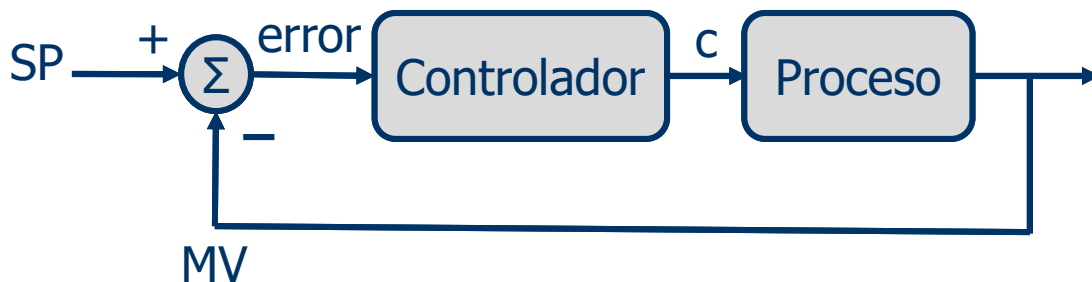 SP
+
Σ
error
Controlador
c
Proceso
−
MV